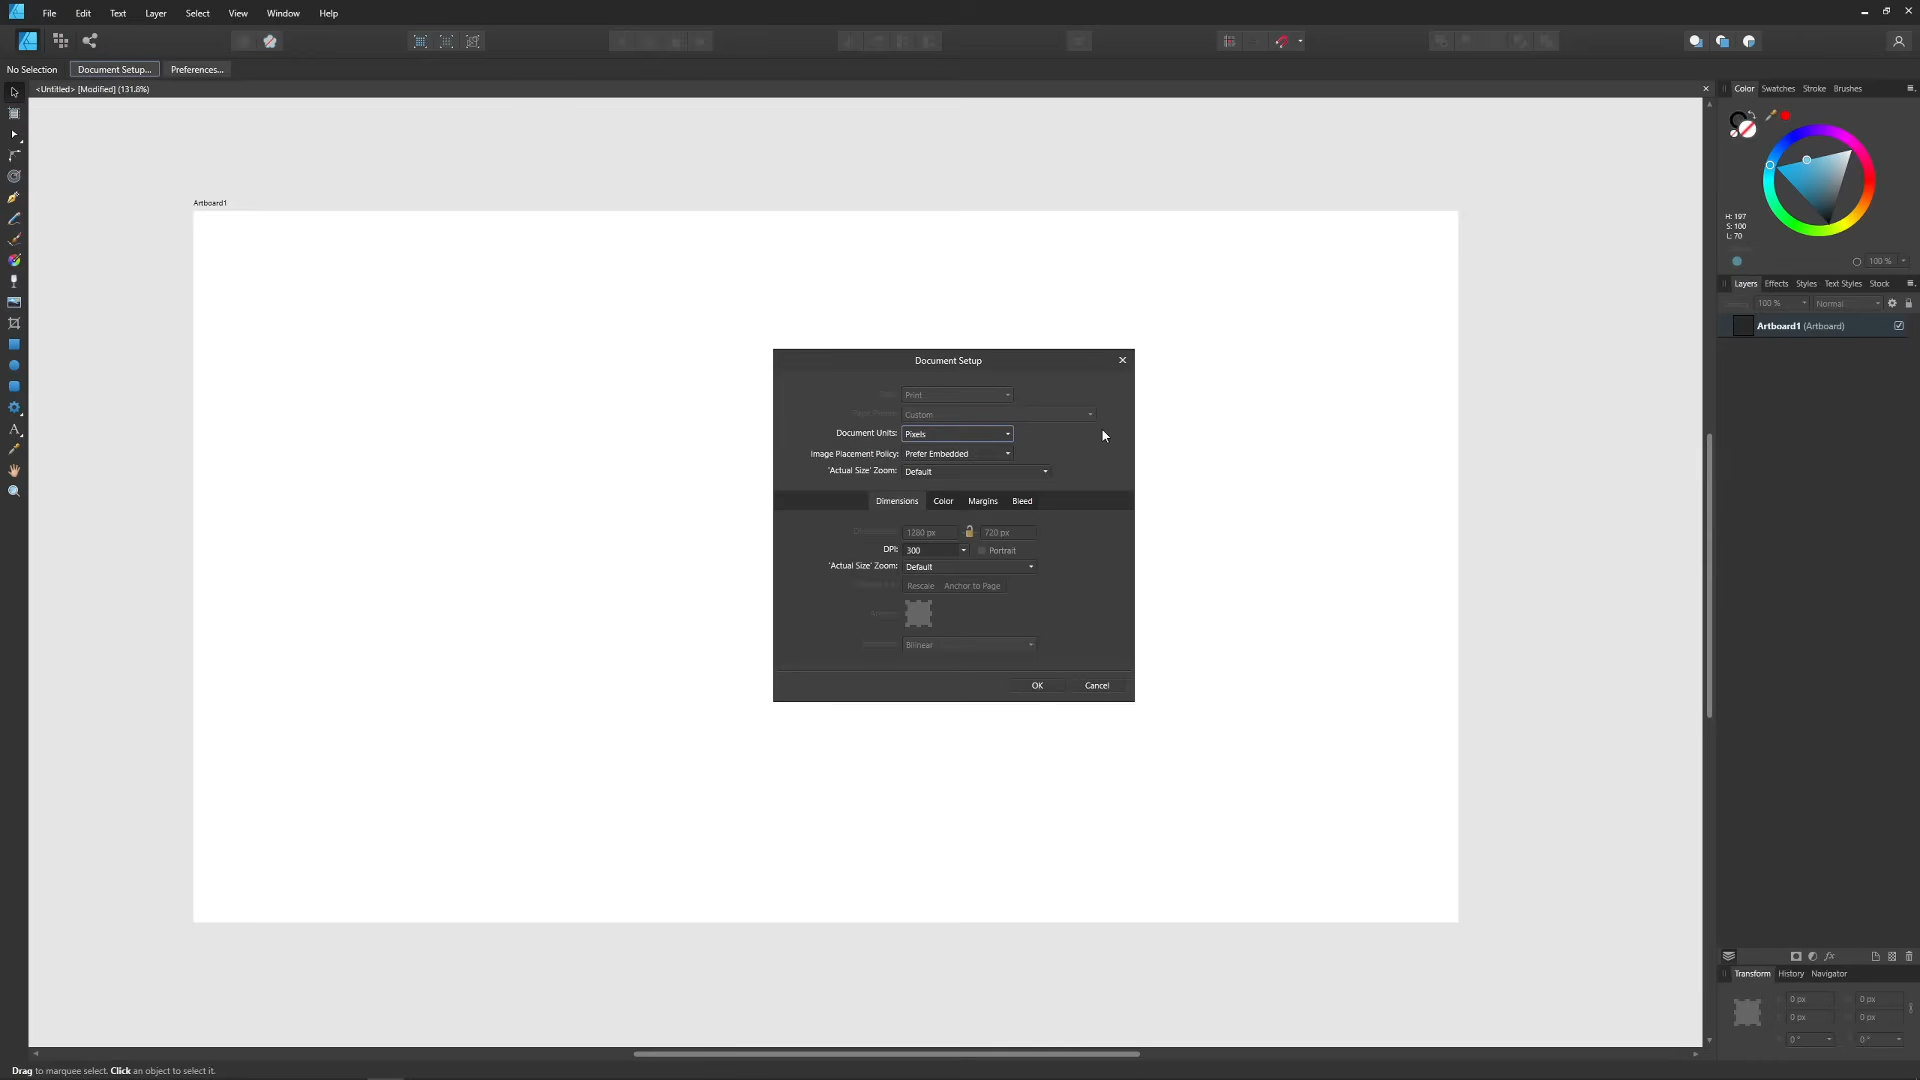 File Edit Text Layer Select View Window Help
No Selection Document Setup... Preferences...
<Untitled> [Modified] (131.8%)
Artboard1
Document Setup
Print
Custom
Document Units: Pixels
Image Placement Policy: Prefer Embedded
'Actual Size' Zoom: Default
Dimensions Color Margins Bleed
1280 px 720 px
DPI: 300 Portrait
'Actual Size' Zoom: Default
Rescale Anchor to Page
Bilinear
OK Cancel
Color Swatches Stroke Brushes
H: 197
S: 100
L: 70
100 %
Layers Effects Styles Text Styles Stock
100 % Normal
Artboard1 (Artboard)
fx
Transform History Navigator
0 px 0 px
0 px 0 px
0 ° 0 °
Drag to marquee select. Click an object to select it.